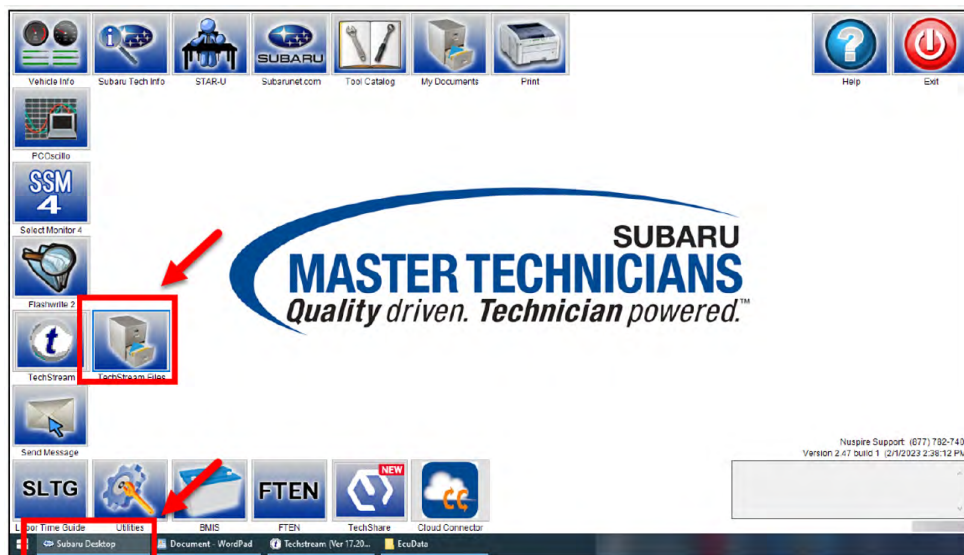 Vehicle Info
Subaru Tech Info
STAR-U
SUBARU
Subarunet.com
Tool Catalog
My Documents
Print
Help
Exit
PCOscillo
SSM
4
Select Monitor 4
Flashwrite 2
t
TechStream
TechStream Files
Send Message
SUBARU
MASTER TECHNICIANS
Quality driven. Technician powered.™
Nuspire Support: (877) 782-740
Version 2.47 build 1 (2/1/2023 2:38:12 PM
SLTG
Labor Time Guide
Utilities
BMIS
FTEN
FTEN
NEW
TechShare
CC
Cloud Connector
Subaru Desktop
Document - WordPad
Techstream (Ver 17.20...
EcuData